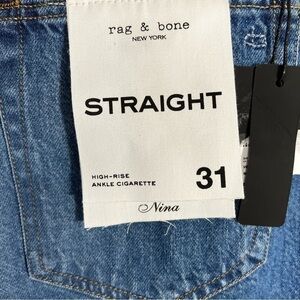 rag & bone
NEW YORK
STRAIGHT
HIGH-RISE
ANKLE CIGARETTE
31
Nina